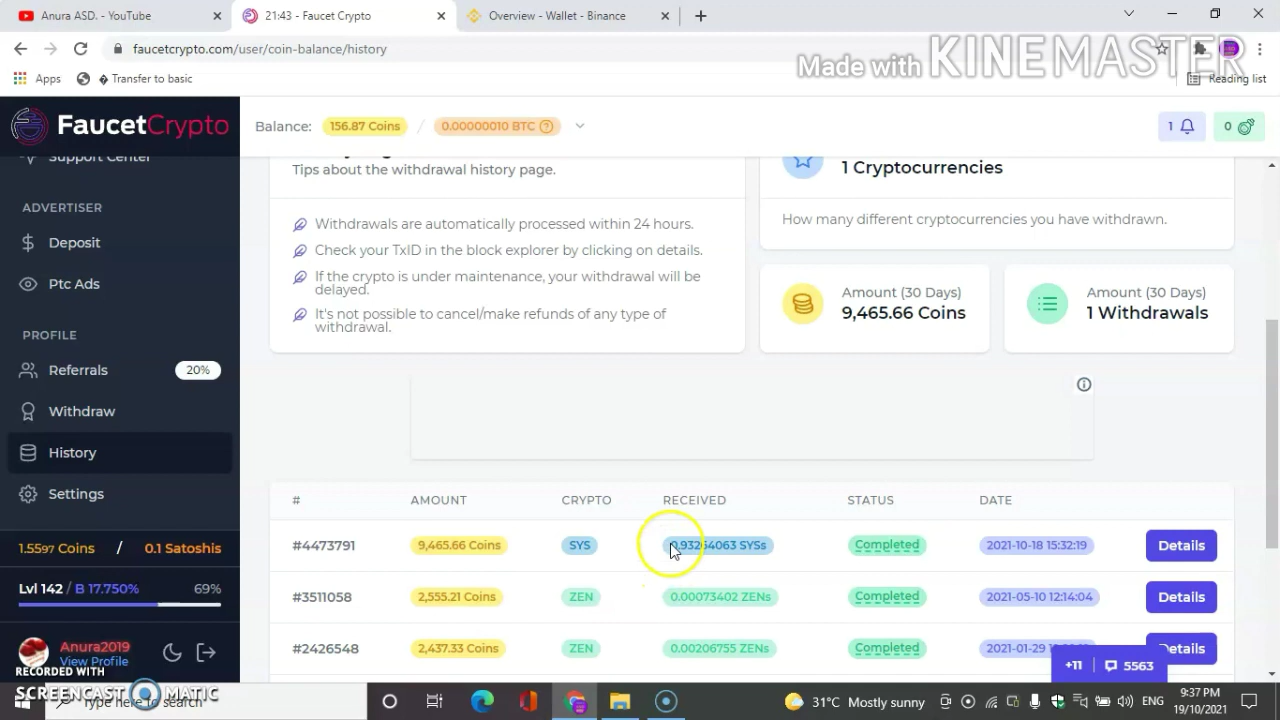 Anura ASD. - YouTube
21:43 - Faucet Crypto
Overview - Wallet - Binance
faucetcrypto.com/user/coin-balance/history
Made with KINEMASTER
Apps
Transfer to basic
Reading list
FaucetCrypto
Balance: 156.87 Coins / 0.00000010 BTC
1
0
Support Center
ADVERTISER
Deposit
Ptc Ads
PROFILE
Referrals 20%
Withdraw
History
Settings
1.5597 Coins / 0.1 Satoshis
Lvl 142 / B 17.750% 69%
Anura2019
View Profile
Tips about the withdrawal history page.
Withdrawals are automatically processed within 24 hours.
Check your TxID in the block explorer by clicking on details.
If the crypto is under maintenance, your withdrawal will be
delayed.
It's not possible to cancel/make refunds of any type of
withdrawal.
1 Cryptocurrencies
How many different cryptocurrencies you have withdrawn.
Amount (30 Days)
9,465.66 Coins
Amount (30 Days)
1 Withdrawals
# AMOUNT CRYPTO RECEIVED STATUS DATE
#4473791 9,465.66 Coins SYS 0.93264063 SYSs Completed 2021-10-18 15:32:19 Details
#3511058 2,555.21 Coins ZEN 0.00073402 ZENs Completed 2021-05-10 12:14:04 Details
#2426548 2,437.33 Coins ZEN 0.00206755 ZENs Completed 2021-01-29 Details
+11 5563
RECORDED WITH
SCREENCAST MATIC
Type here to search
31°C Mostly sunny
ENG
9:37 PM
19/10/2021